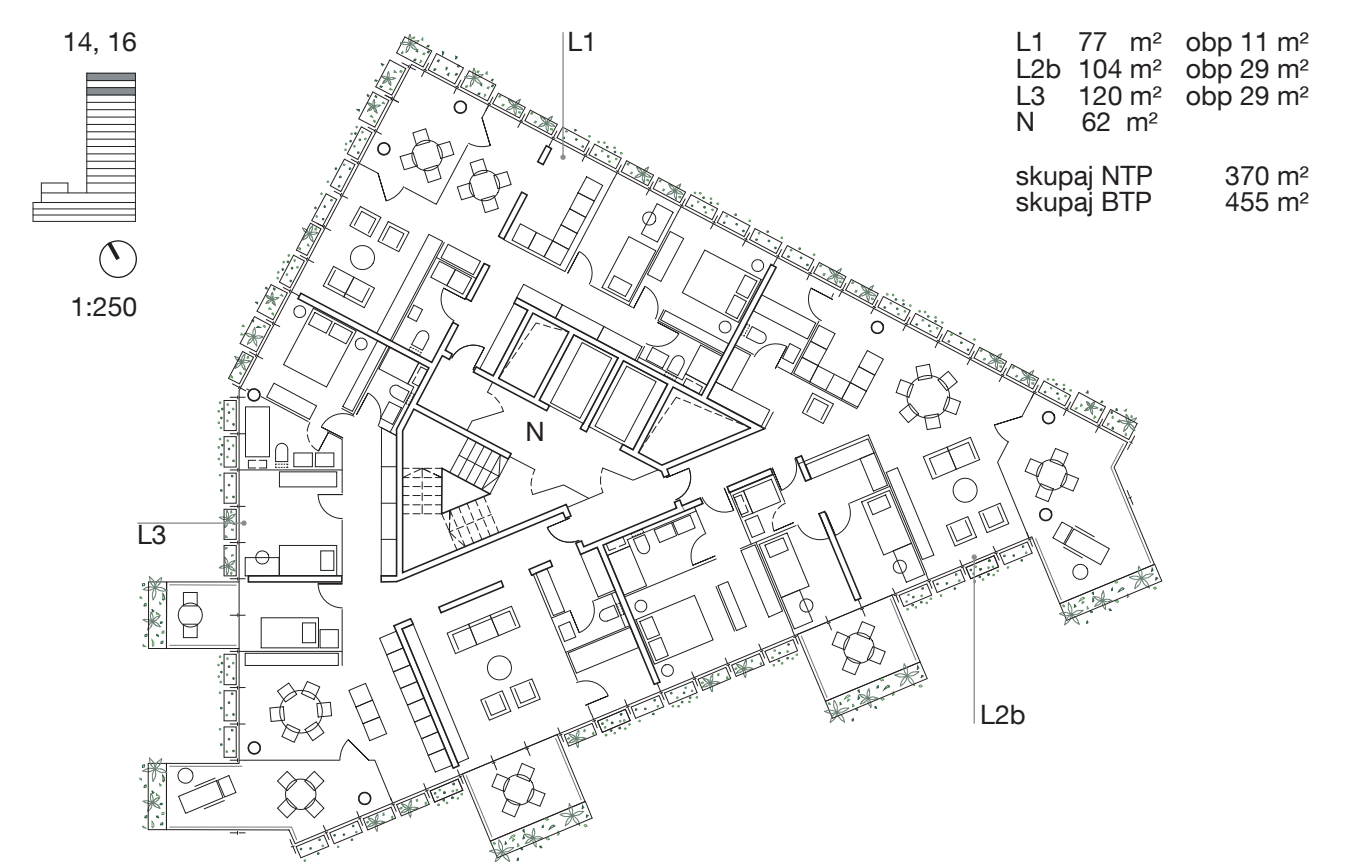 14, 16
1:250
L1
L1 77 m² obp 11 m²
L2b 104 m² obp 29 m²
L3 120 m² obp 29 m²
N 62 m²
skupaj NTP 370 m²
skupaj BTP 455 m²
N
L3
L2b